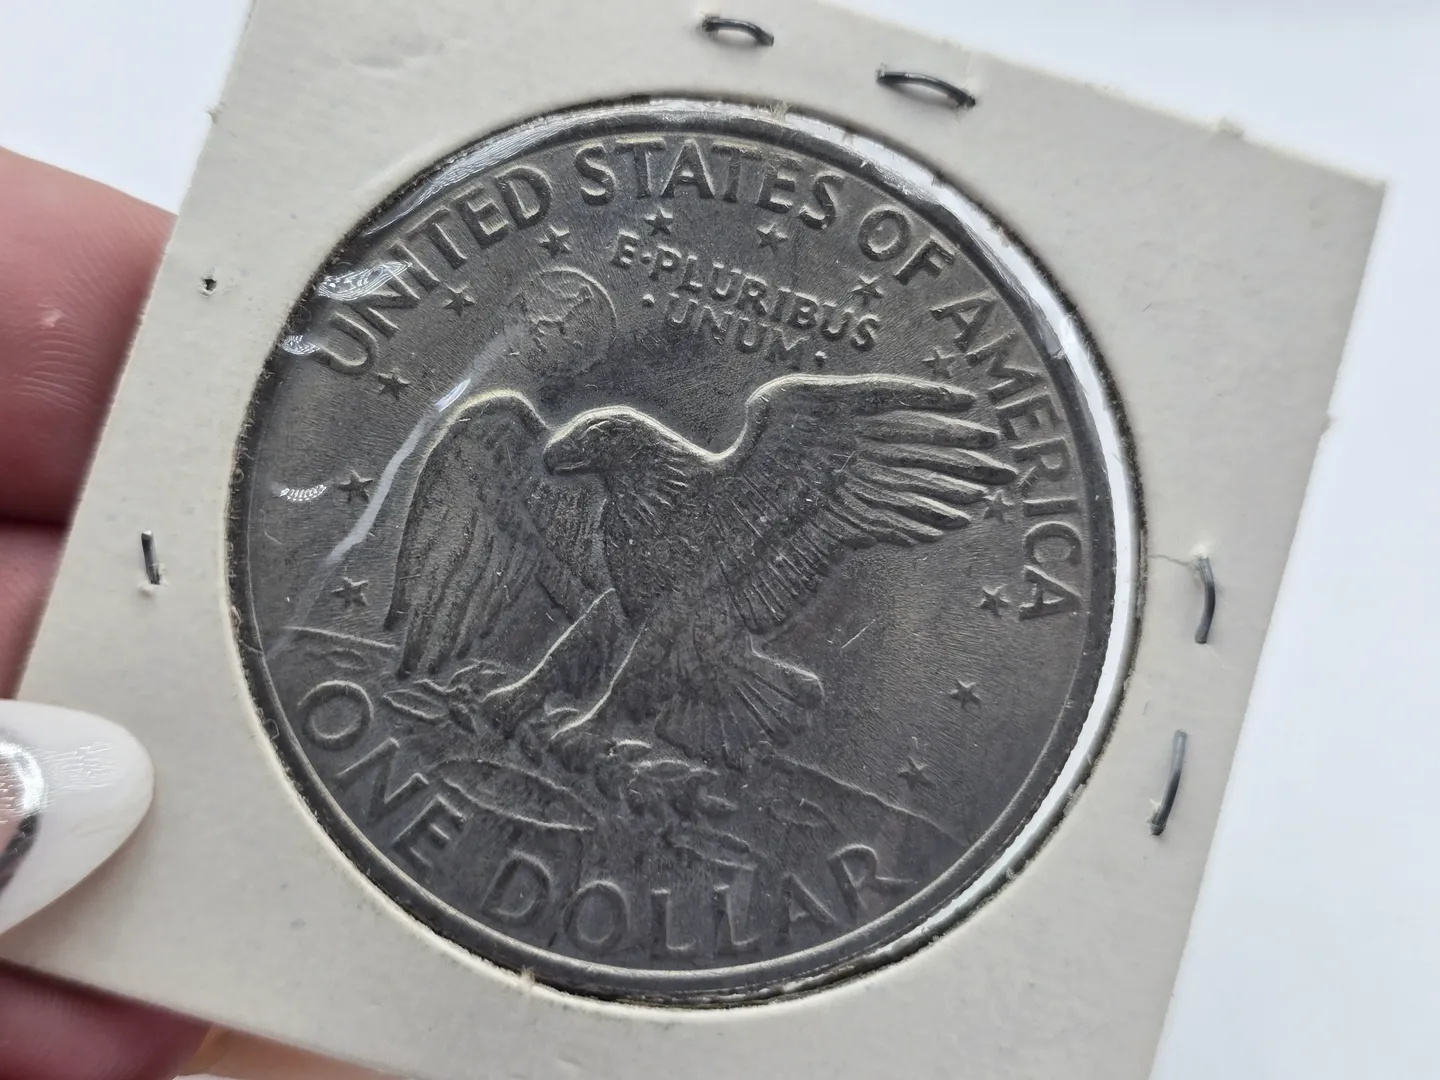 UNITED STATES OF AMERICA
E·PLURIBUS
·UNUM·
ONE DOLLAR